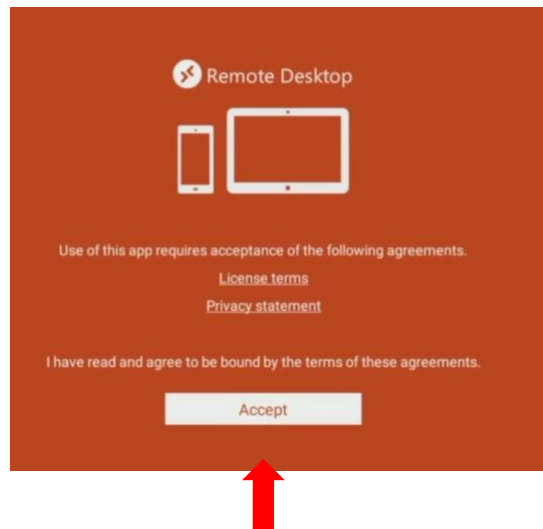 Remote Desktop
Use of this app requires acceptance of the following agreements.
License terms
Privacy statement
I have read and agree to be bound by the terms of these agreements.
Accept